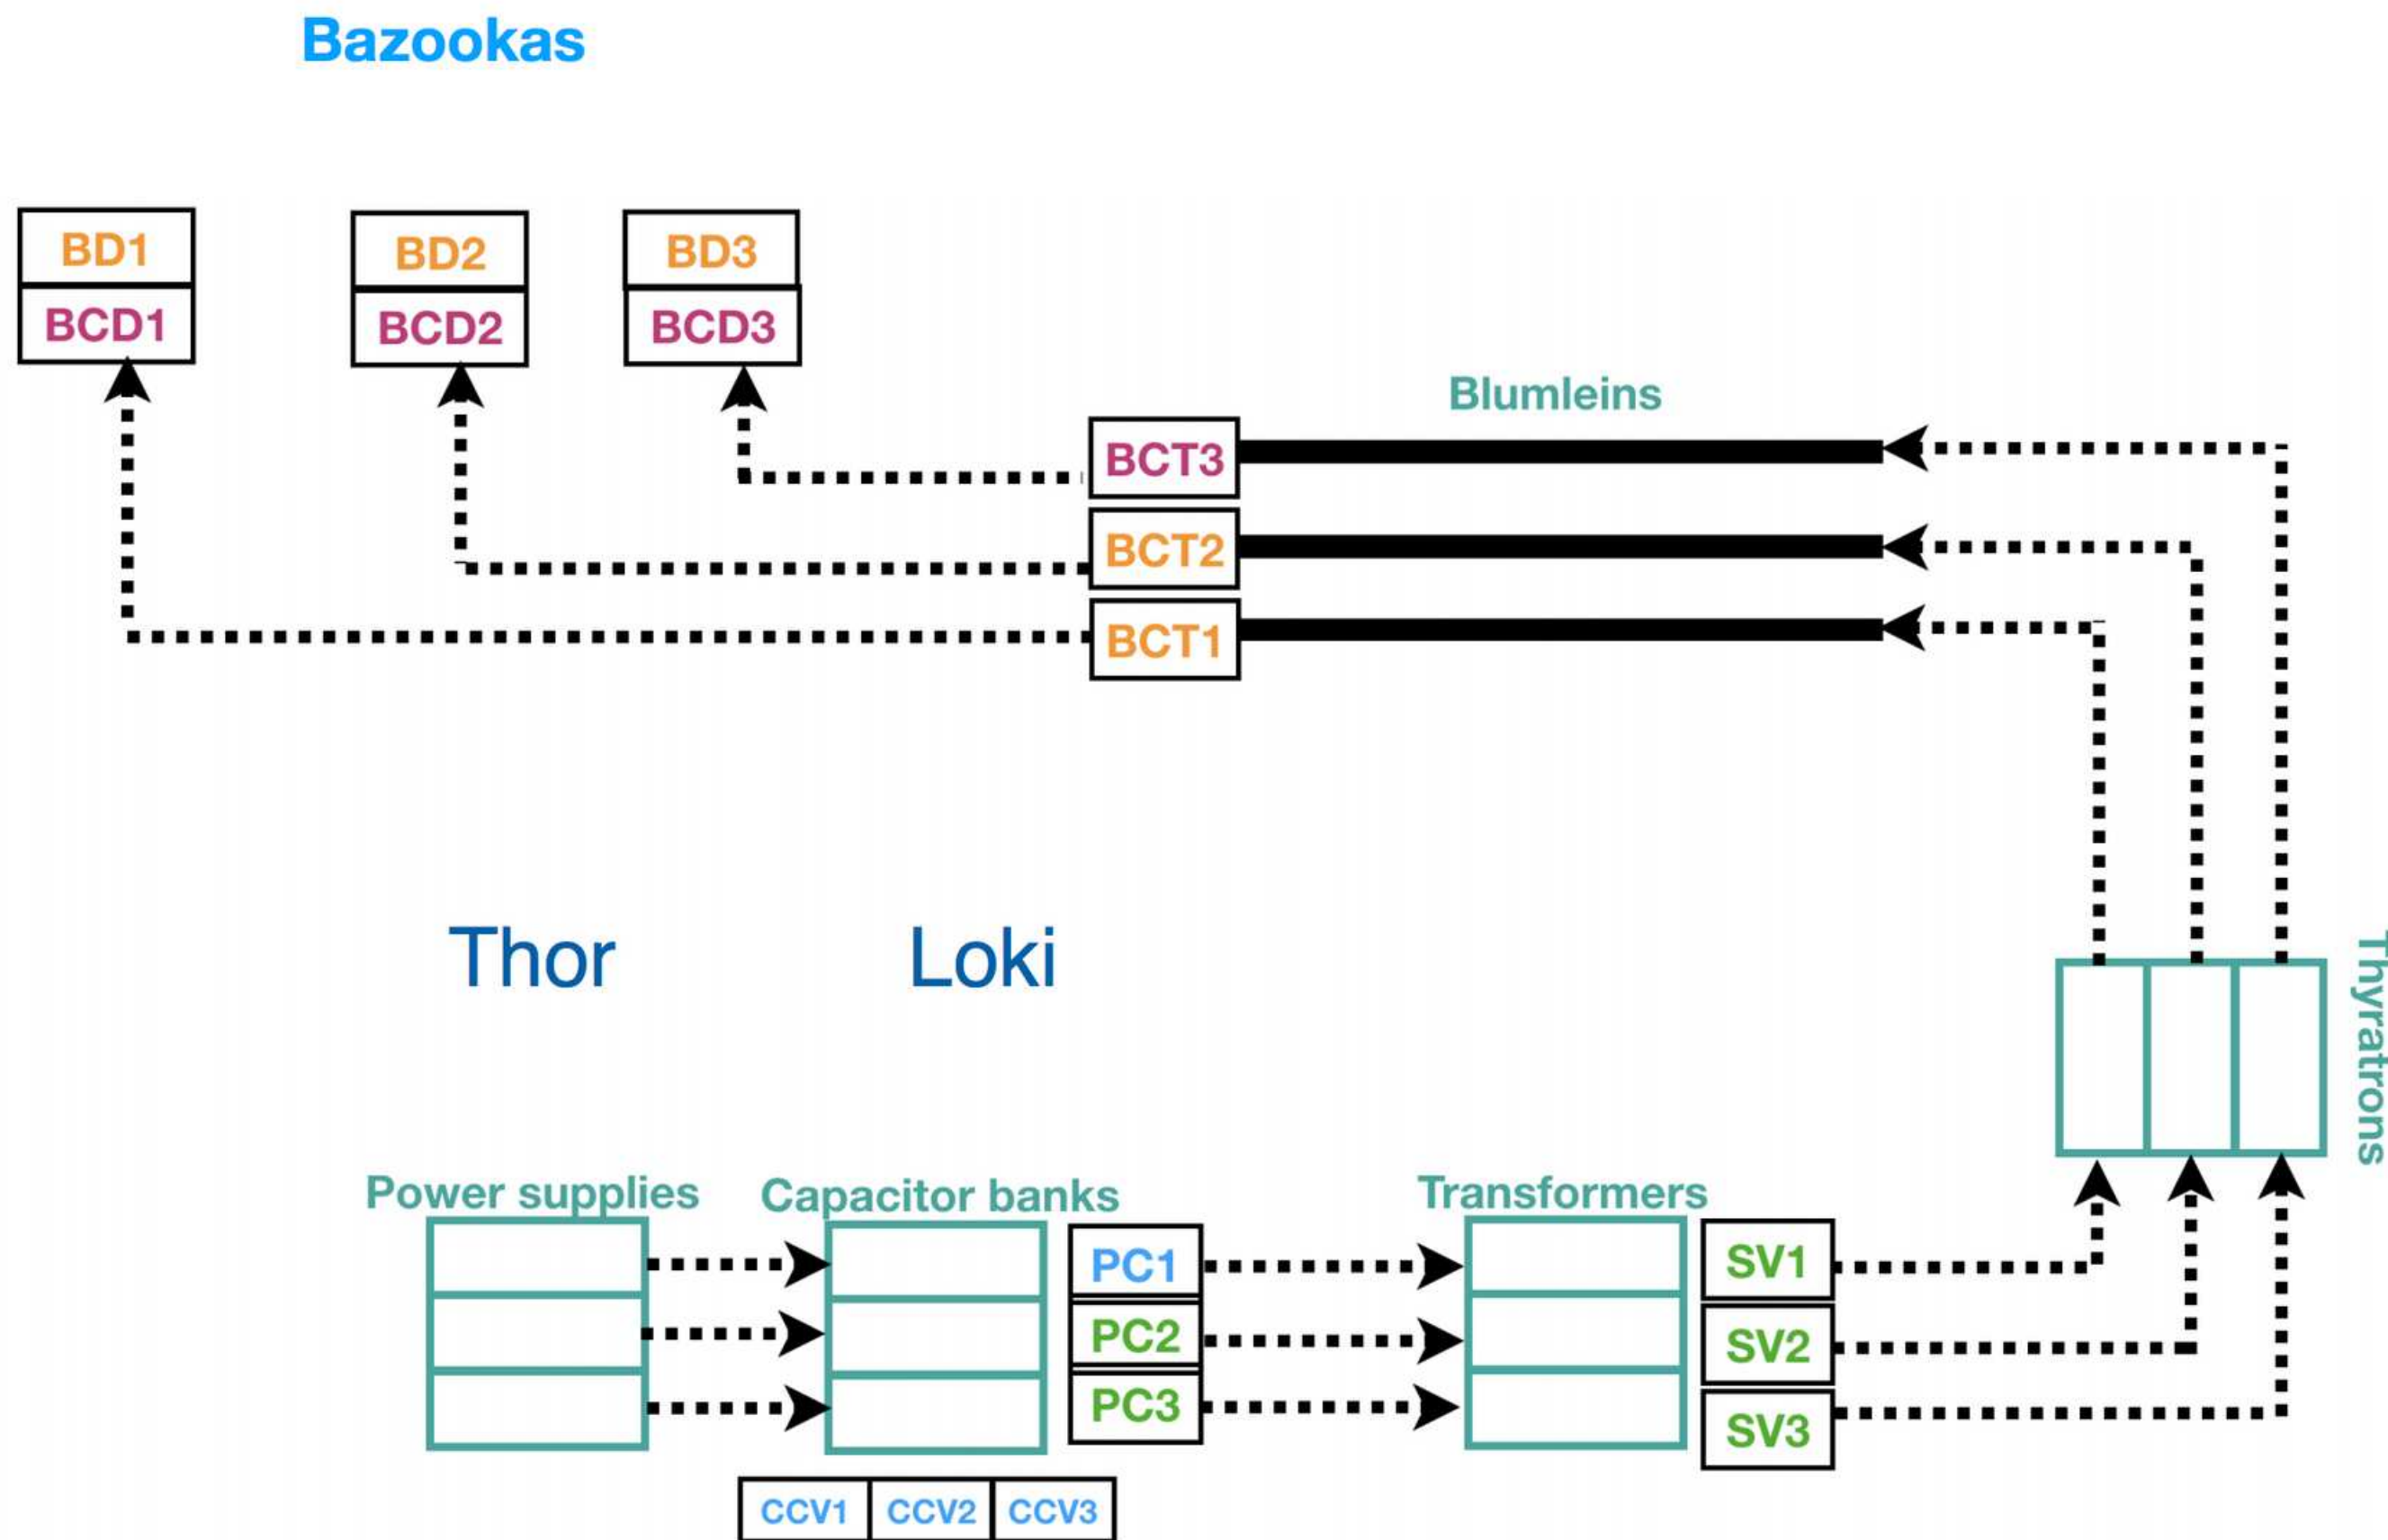 Bazookas
BD1
BD2
BD3
BCD1
BCD2
BCD3
Blumleins
BCT3
BCT2
BCT1
Thor
Loki
Thyratrons
Power supplies
Capacitor banks
Transformers
PC1
PC2
PC3
SV1
SV2
SV3
CCV1
CCV2
CCV3